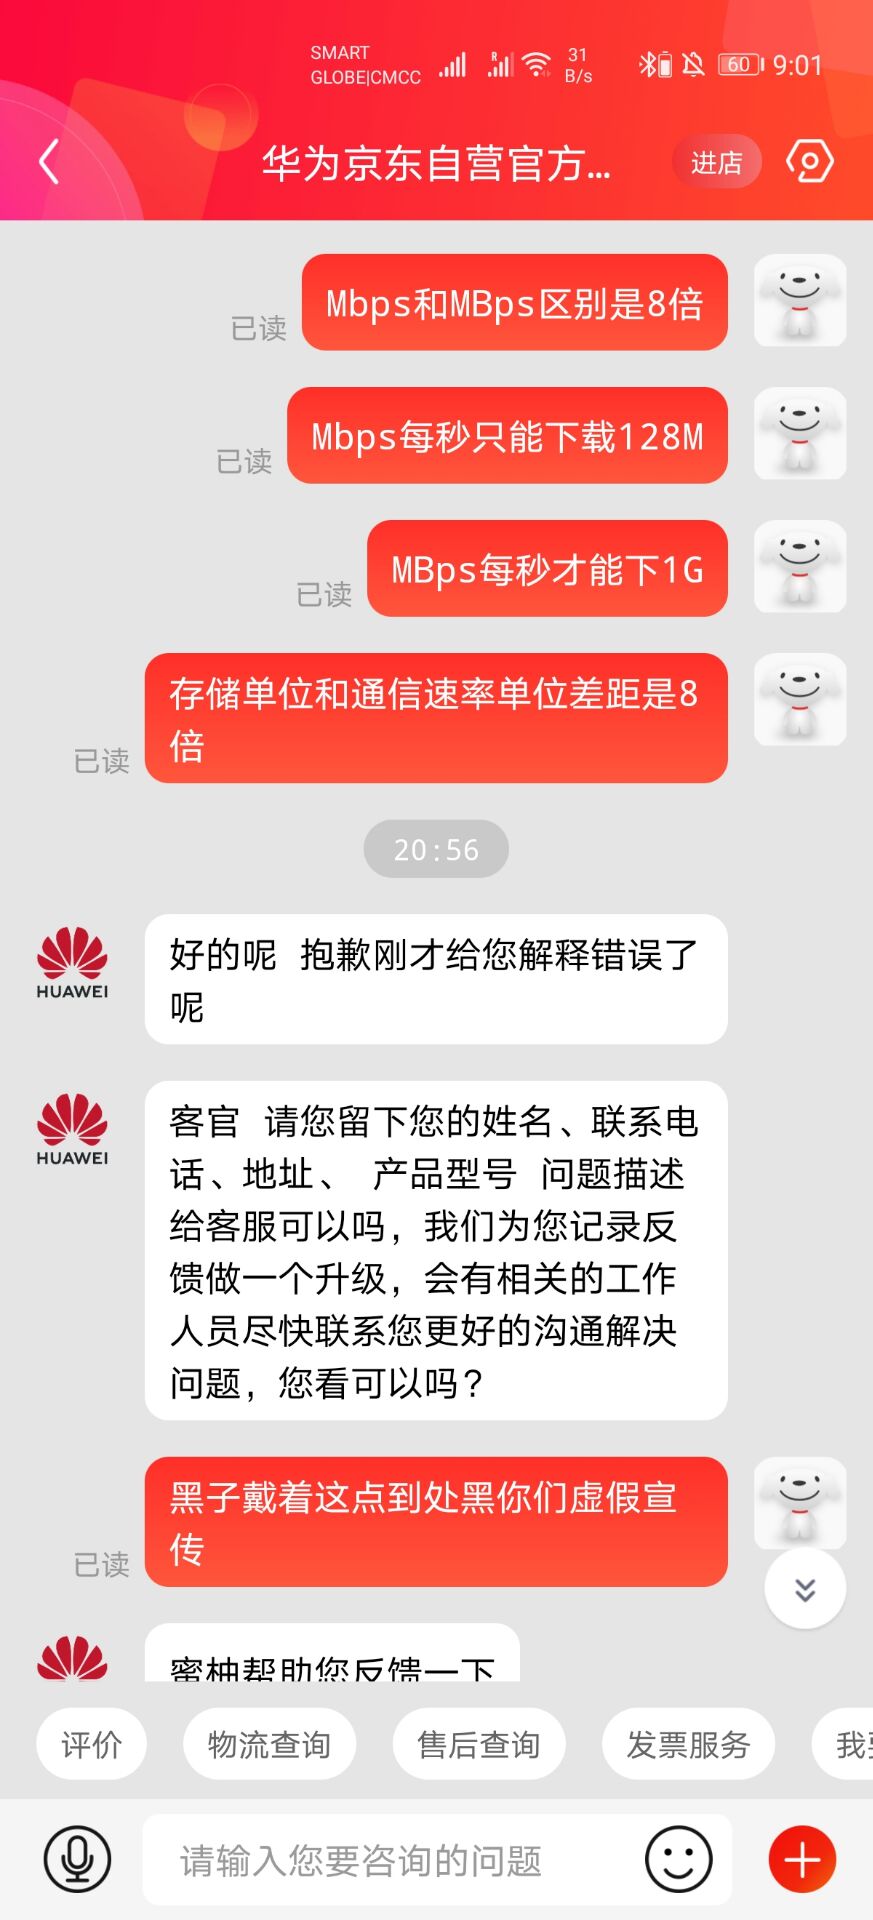 SMART
GLOBE|CMCC
R
31
B/s
60
9:01
华为京东自营官方...
进店
Mbps和MBps区别是8倍
已读
Mbps每秒只能下载128M
已读
MBps每秒才能下1G
已读
存储单位和通信速率单位差距是8
倍
已读
20:56
HUAWEI
好的呢 抱歉刚才给您解释错误了
呢
HUAWEI
客官 请您留下您的姓名、联系电
话、地址、 产品型号 问题描述
给客服可以吗，我们为您记录反
馈做一个升级，会有相关的工作
人员尽快联系您更好的沟通解决
问题，您看可以吗？
黑子戴着这点到处黑你们虚假宣
传
已读
蜜柚帮助您反馈一下
评价
物流查询
售后查询
发票服务
我要
请输入您要咨询的问题